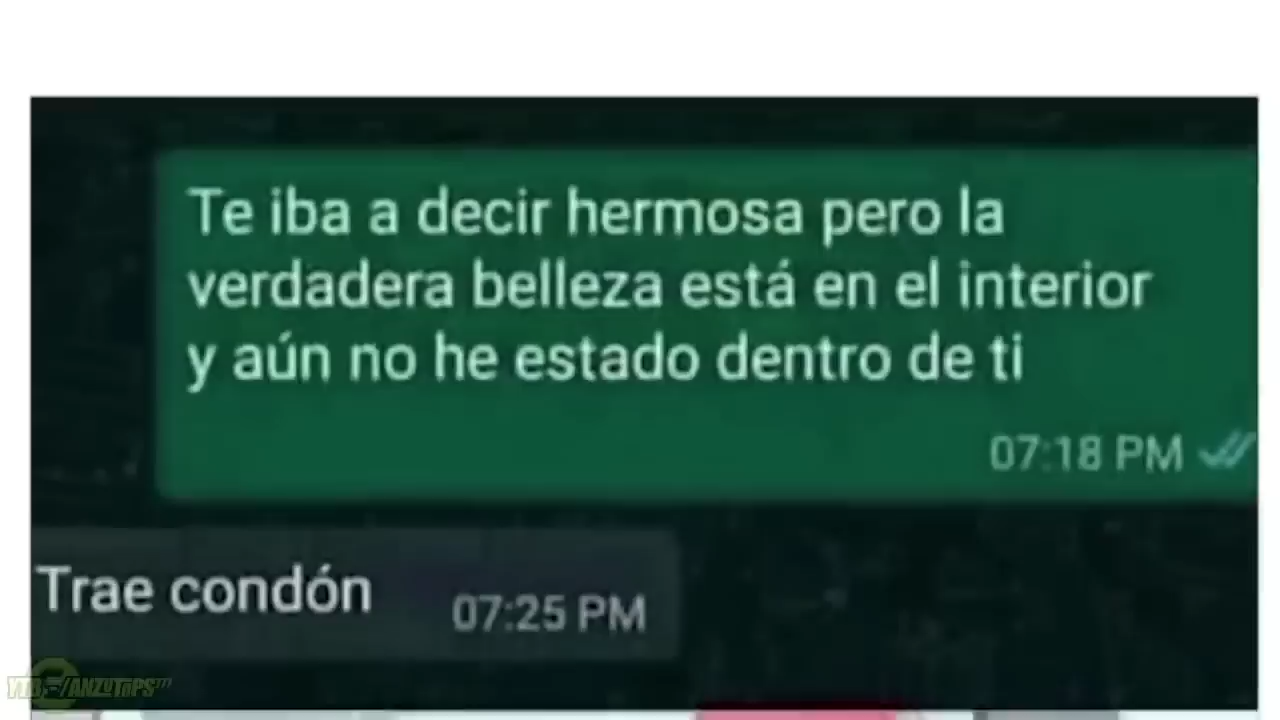 Te iba a decir hermosa pero la
verdadera belleza está en el interior
y aún no he estado dentro de ti
07:18 PM
Trae condón
07:25 PM